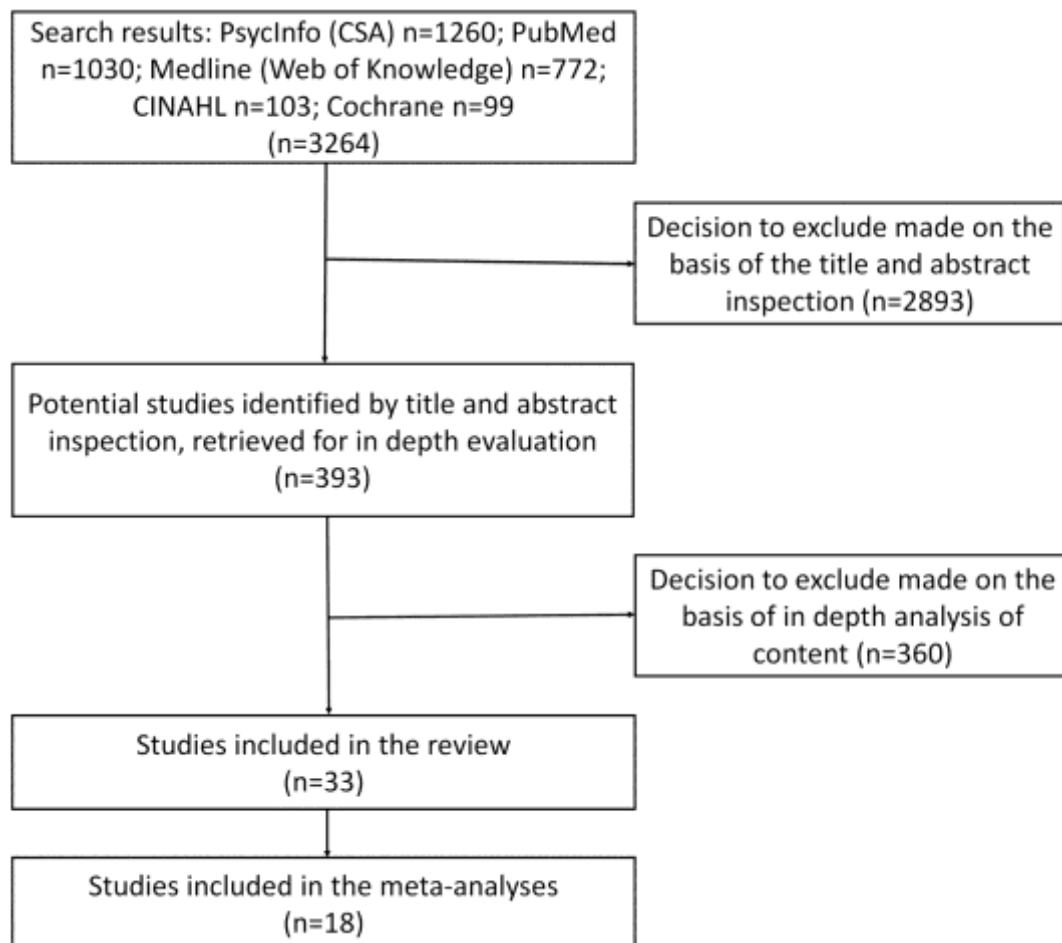 Search results: PsycInfo (CSA) n=1260; PubMed
n=1030; Medline (Web of Knowledge) n=772;
CINAHL n=103; Cochrane n=99
(n=3264)
Decision to exclude made on the
basis of the title and abstract
inspection (n=2893)
Potential studies identified by title and abstract
inspection, retrieved for in depth evaluation
(n=393)
Decision to exclude made on the
basis of in depth analysis of
content (n=360)
Studies included in the review
(n=33)
Studies included in the meta-analyses
(n=18)